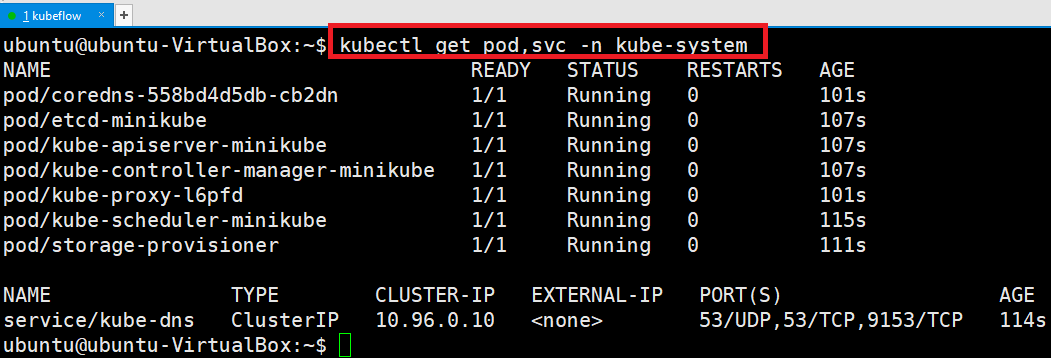 1 kubeflow × +
ubuntu@ubuntu-VirtualBox:~$ kubectl get pod,svc -n kube-system
NAME READY STATUS RESTARTS AGE
pod/coredns-558bd4d5db-cb2dn 1/1 Running 0 101s
pod/etcd-minikube 1/1 Running 0 107s
pod/kube-apiserver-minikube 1/1 Running 0 107s
pod/kube-controller-manager-minikube 1/1 Running 0 107s
pod/kube-proxy-l6pfd 1/1 Running 0 101s
pod/kube-scheduler-minikube 1/1 Running 0 115s
pod/storage-provisioner 1/1 Running 0 111s
NAME TYPE CLUSTER-IP EXTERNAL-IP PORT(S) AGE
service/kube-dns ClusterIP 10.96.0.10 <none> 53/UDP,53/TCP,9153/TCP 114s
ubuntu@ubuntu-VirtualBox:~$